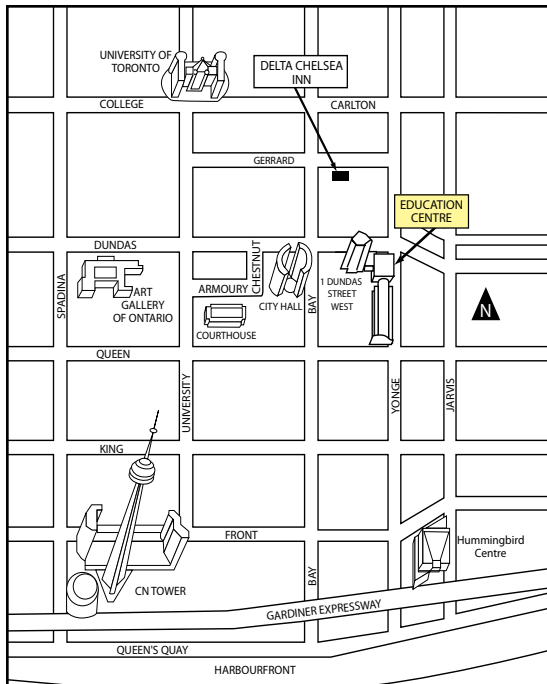 UNIVERSITY OF
TORONTO
DELTA CHELSEA
INN
COLLEGE
CARLTON
GERRARD
EDUCATION
CENTRE
DUNDAS
CHESTNUT
SPADINA
ART
GALLERY
OF ONTARIO
ARMOURY
CITY HALL
BAY
1 DUNDAS
STREET
WEST
N
COURTHOUSE
QUEEN
UNIVERSITY
YONGE
JARVIS
KING
FRONT
Hummingbird
Centre
BAY
CN TOWER
GARDINER EXPRESSWAY
QUEEN'S QUAY
HARBOURFRONT